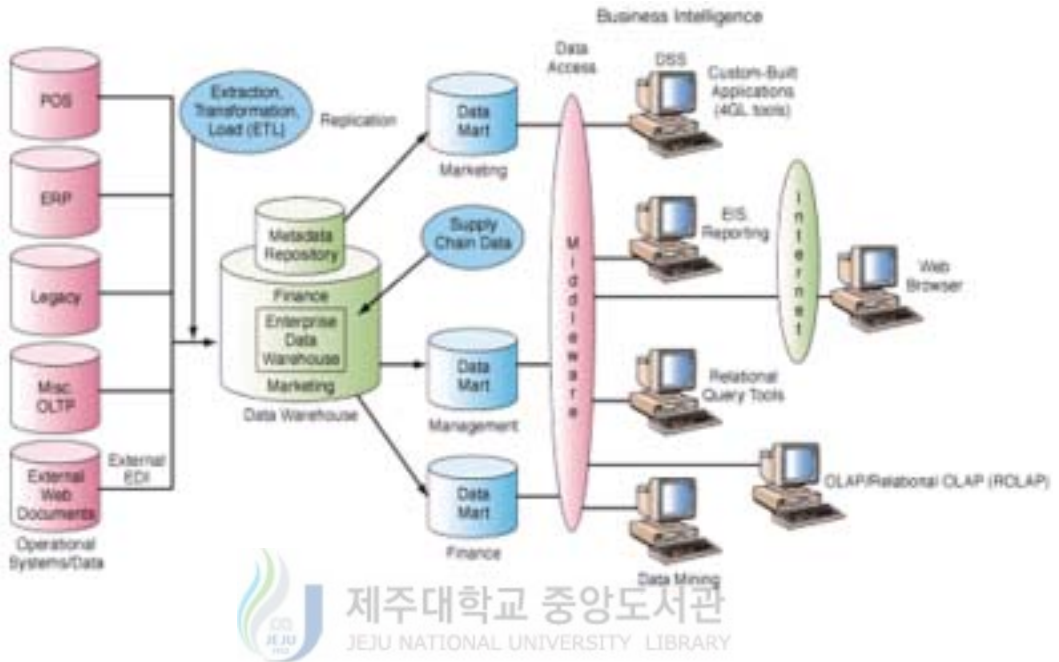 Business Intelligence
POS
ERP
Legacy
Misc.
OLTP
External
Web
Documents
Operational
Systems/Data
External
EDI
Extraction,
Transformation,
Load (ETL)
Replication
Metadata
Repository
Finance
Enterprise
Data
Warehouse
Marketing
Data Warehouse
Supply
Chain Data
Data
Mart
Marketing
Data
Mart
Management
Data
Mart
Finance
Data
Access
Middleware
DSS
Custom-Built
Applications
(4GL tools)
EIS,
Reporting
Internet
Web
Browser
Relational
Query Tools
OLAP/Relational OLAP (ROLAP)
Data Mining
JEJU
1952
제주대학교 중앙도서관
JEJU NATIONAL UNIVERSITY LIBRARY